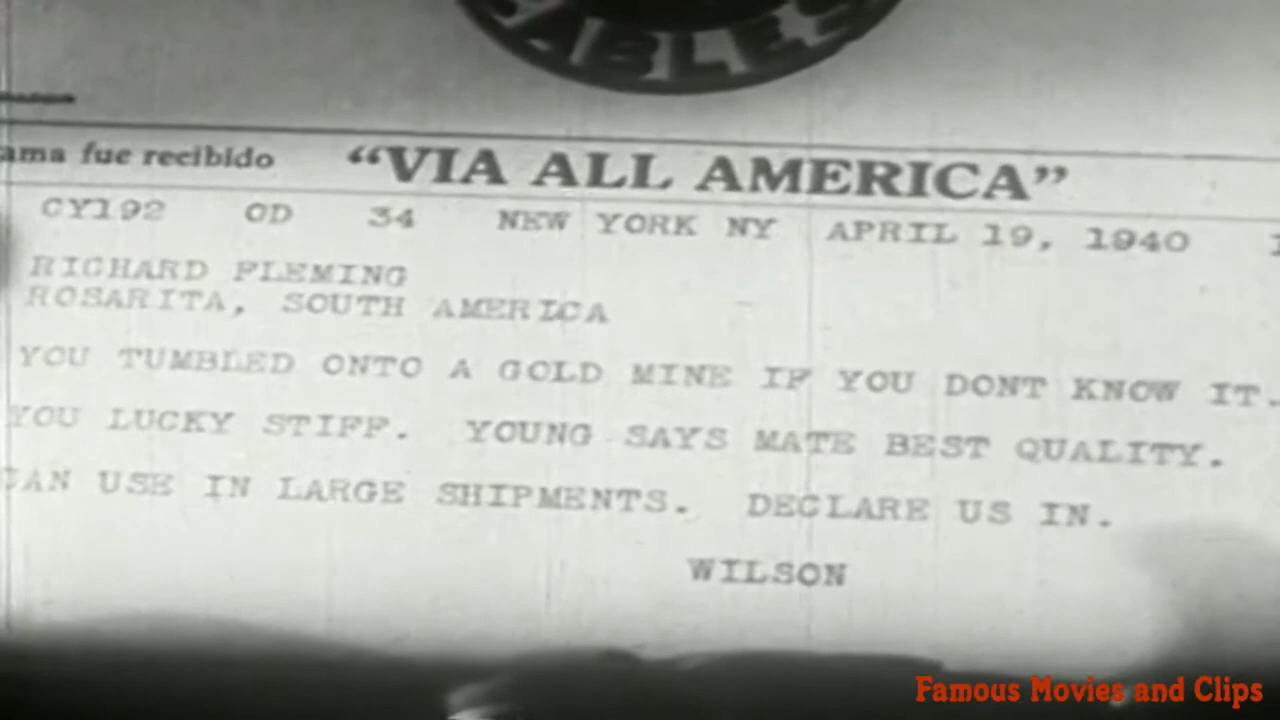 CABLES
ama fue recibido "VIA ALL AMERICA"
CY192 OD 34 NEW YORK NY APRIL 19, 1940
RICHARD FLEMING
ROSARITA, SOUTH AMERICA
YOU TUMBLED ONTO A GOLD MINE IF YOU DONT KNOW IT.
YOU LUCKY STIFF. YOUNG SAYS MATE BEST QUALITY.
CAN USE IN LARGE SHIPMENTS. DECLARE US IN.
WILSON
Famous Movies and Clips